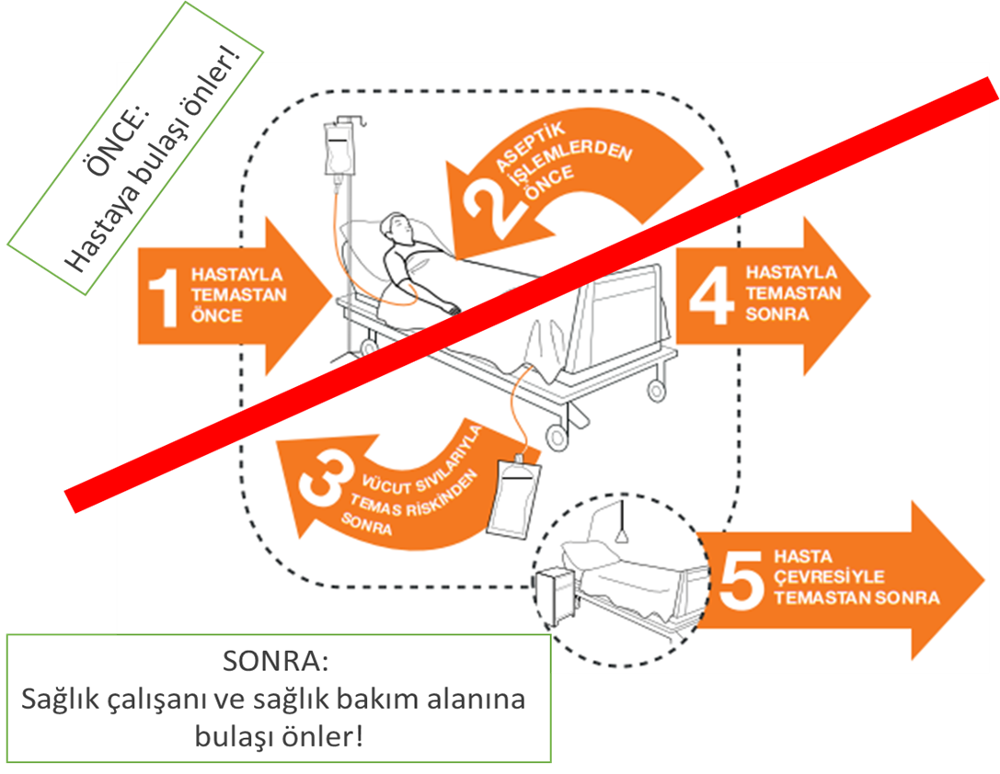 ÖNCE:
Hastaya bulaşı önler!
1
HASTAYLA
TEMASTAN
ÖNCE
2
ASEPTİK
İŞLEMLERDEN
ÖNCE
3
VÜCUT SIVILARIYLA
TEMAS RİSKİNDEN
SONRA
4
HASTAYLA
TEMASTAN
SONRA
5
HASTA
ÇEVRESİYLE
TEMASTAN SONRA
SONRA:
Sağlık çalışanı ve sağlık bakım alanına
bulaşı önler!